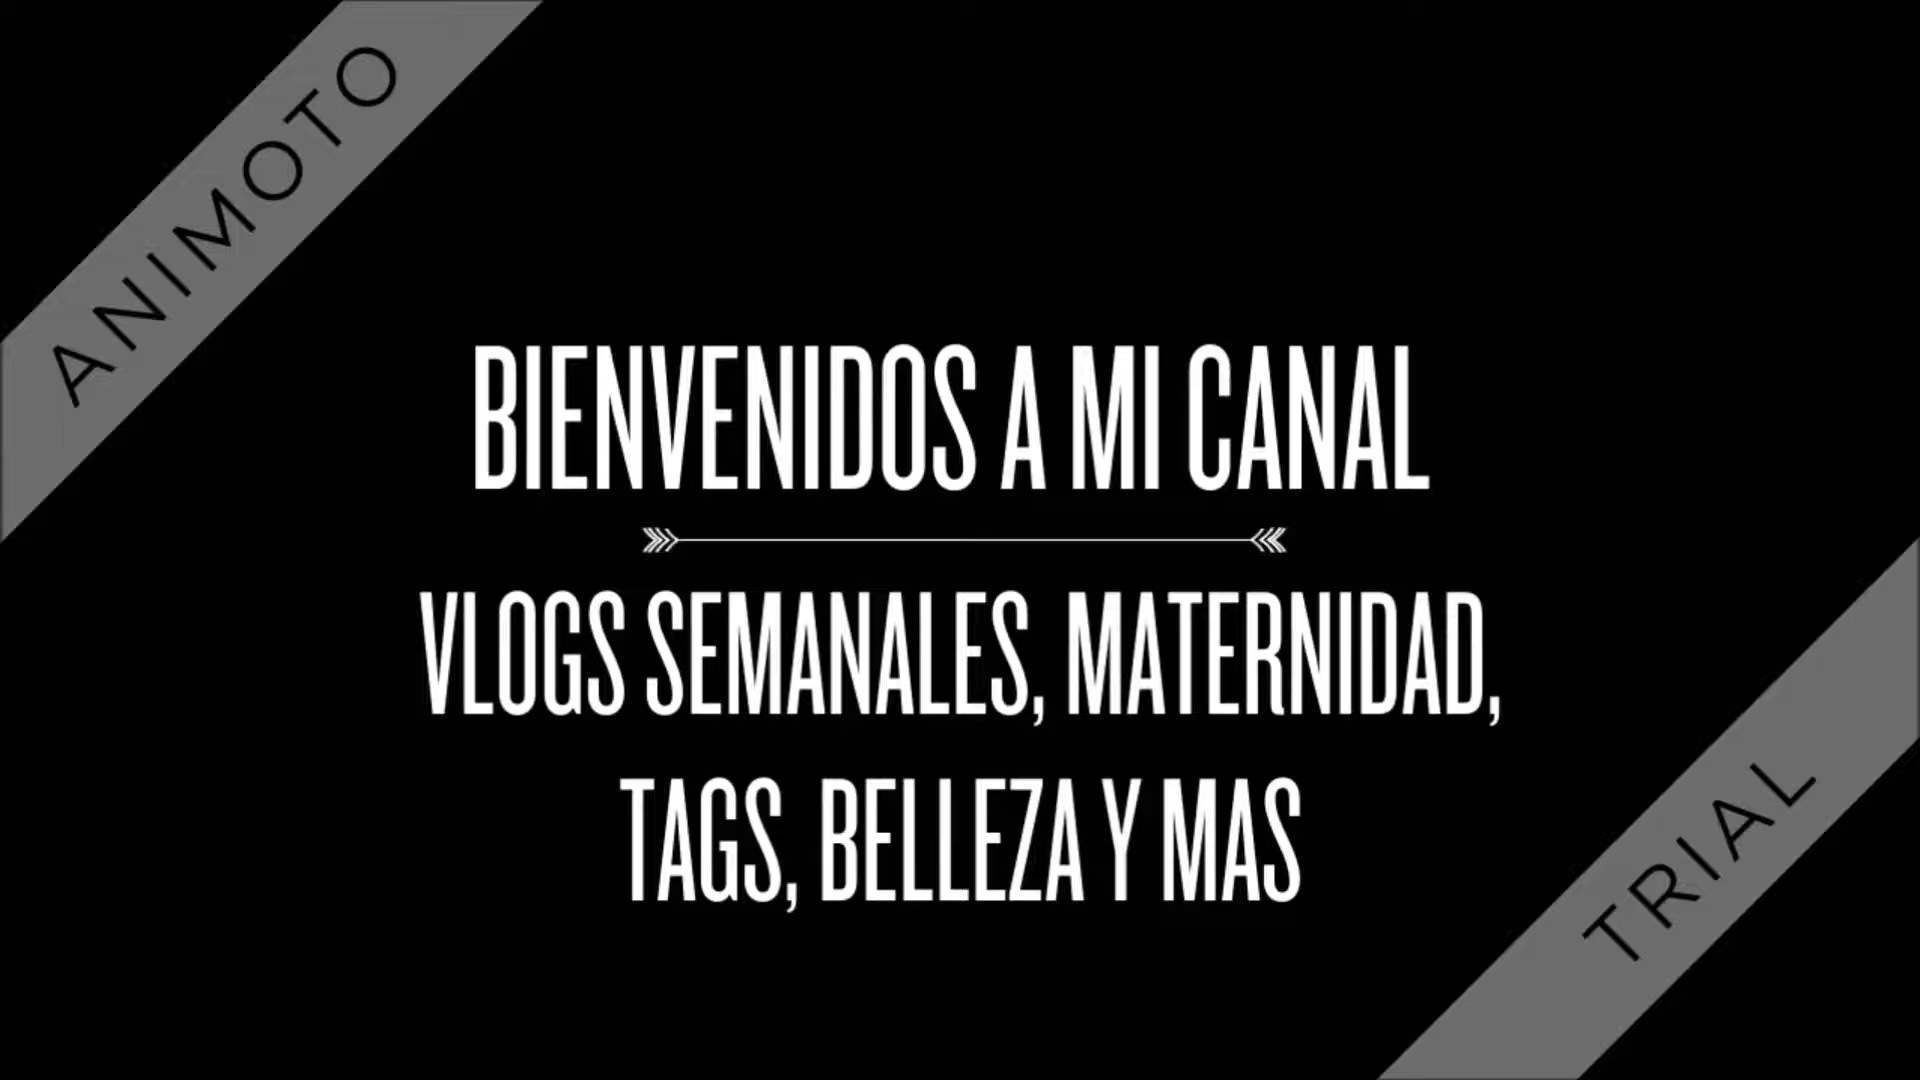 ANIMOTO
BIENVENIDOS A MI CANAL
VLOGS SEMANALES, MATERNIDAD,
TAGS, BELLEZA Y MAS
TRIAL